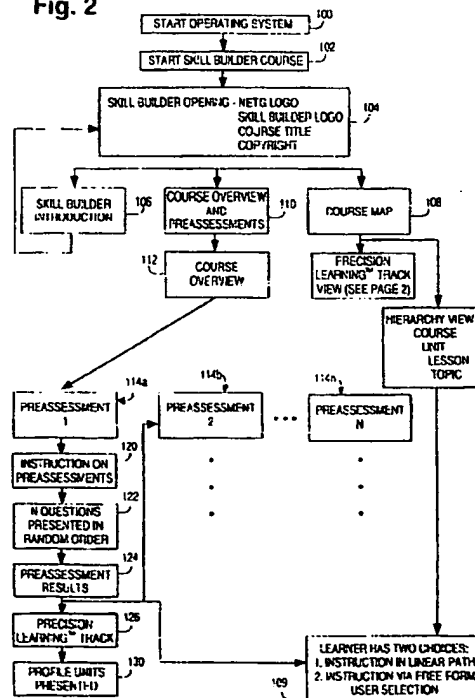 Fig. 2
START OPERATING SYSTEM
100
START SKILL BUILDER COURSE
102
SKILL BUILDER OPENING - NETG LOGO
SKILL BUILDER LOGO
COURSE TITLE
COPYRIGHT
104
SKILL BUILDER
INTRODUCTION
106
COURSE OVERVIEW
AND
PREASSESSMENTS
110
COURSE MAP
108
112
COURSE
OVERVIEW
PRECISION
LEARNING™ TRACK
VIEW (SEE PAGE 2)
HIERARCHY VIEW
COURSE
UNIT
LESSON
TOPIC
PREASSESSMENT
1
114a
PREASSESSMENT
2
114b
• • •
PREASSESSMENT
N
114n
INSTRUCTION ON
PREASSESSMENTS
120
N QUESTIONS
PRESENTED IN
RANDOM ORDER
122
PREASSESSMENT
RESULTS
124
PRECISION
LEARNING™ TRACK
126
PROFILE UNITS
PRESENTED
130
LEARNER HAS TWO CHOICES:
1. INSTRUCTION IN LINEAR PATH
2. INSTRUCTION VIA FREE FORM
USER SELECTION
109